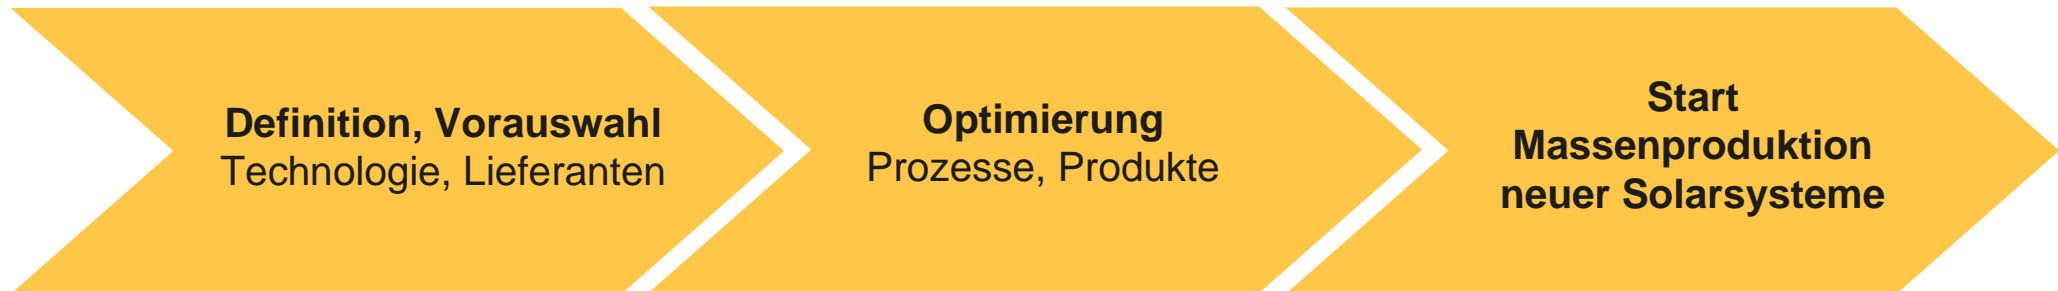 Definition, Vorauswahl
Technologie, Lieferanten
Optimierung
Prozesse, Produkte
Start
Massenproduktion
neuer Solarsysteme